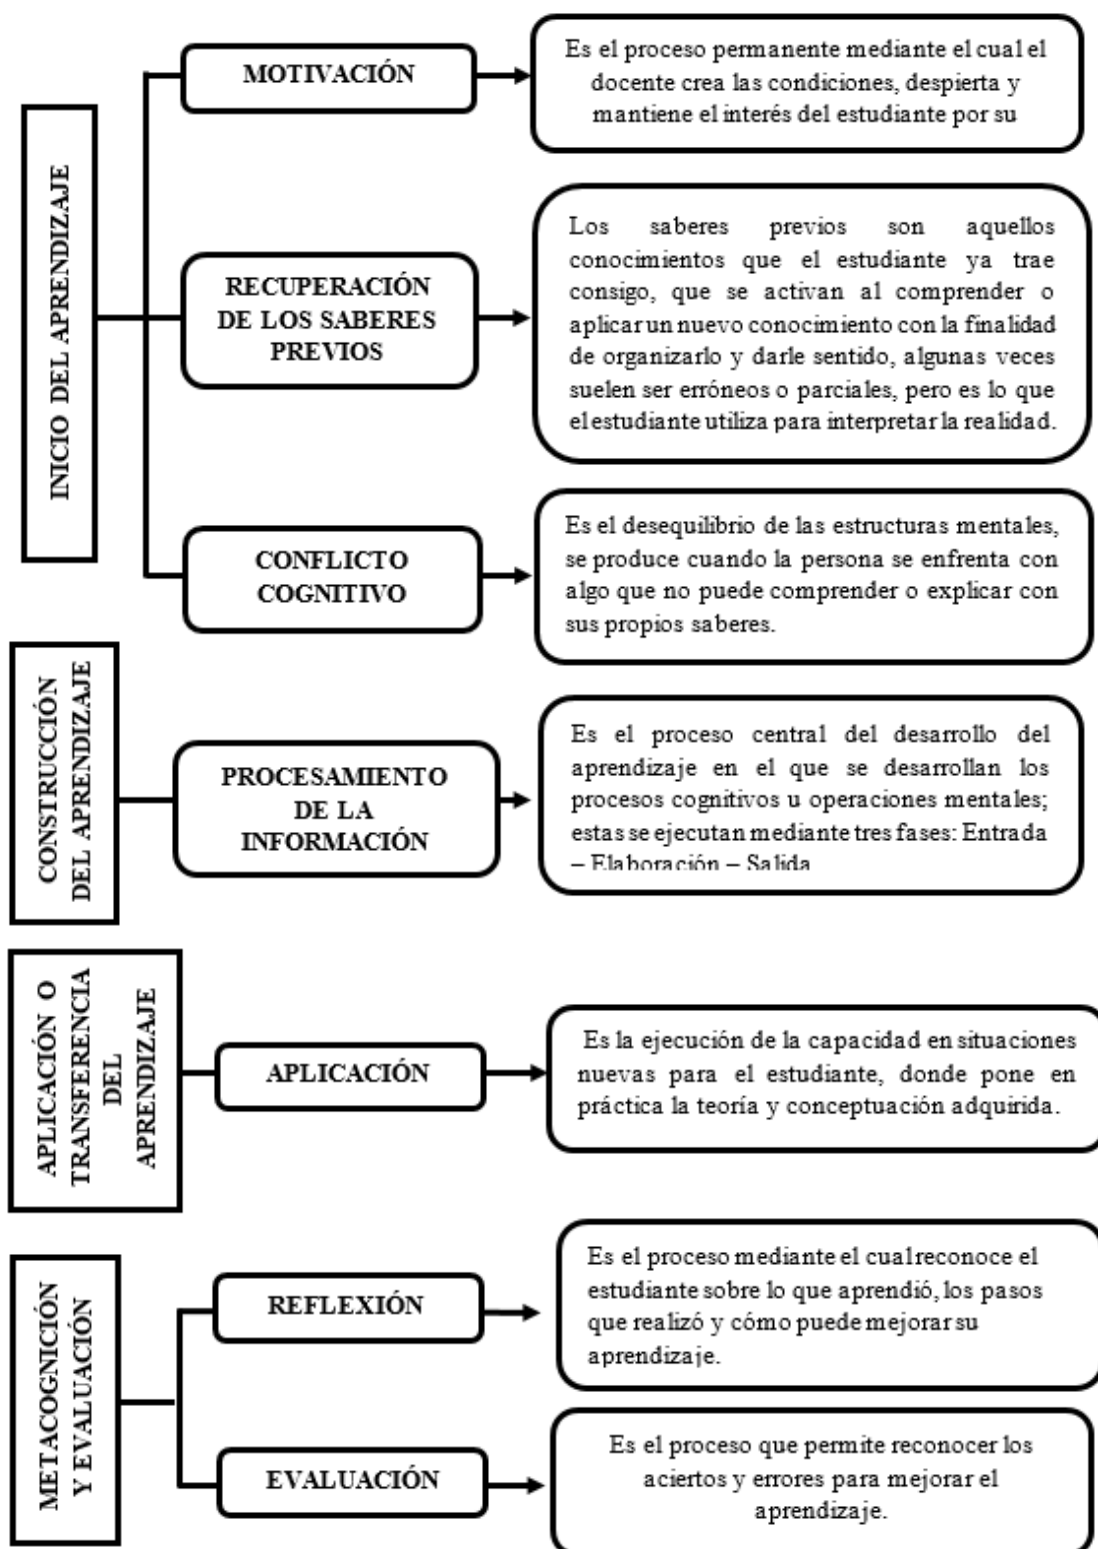 INICIO DEL APRENDIZAJE
MOTIVACIÓN
Es el proceso permanente mediante el cual el
docente crea las condiciones, despierta y
mantiene el interés del estudiante por su
RECUPERACIÓN
DE LOS SABERES
PREVIOS
Los saberes previos son aquellos
conocimientos que el estudiante ya trae
consigo, que se activan al comprender o
aplicar un nuevo conocimiento con la finalidad
de organizarlo y darle sentido, algunas veces
suelen ser erróneos o parciales, pero es lo que
el estudiante utiliza para interpretar la realidad.
CONFLICTO
COGNITIVO
Es el desequilibrio de las estructuras mentales,
se produce cuando la persona se enfrenta con
algo que no puede comprender o explicar con
sus propios saberes.
CONSTRUCCIÓN
DEL APRENDIZAJE
PROCESAMIENTO
DE LA
INFORMACIÓN
Es el proceso central del desarrollo del
aprendizaje en el que se desarrollan los
procesos cognitivos u operaciones mentales;
estas se ejecutan mediante tres fases: Entrada
– Elaboración – Salida
APLICACIÓN O
TRANSFERENCIA
DEL
APRENDIZAJE
APLICACIÓN
Es la ejecución de la capacidad en situaciones
nuevas para el estudiante, donde pone en
práctica la teoría y conceptuación adquirida.
METACOGNICIÓN
Y EVALUACIÓN
REFLEXIÓN
Es el proceso mediante el cual reconoce el
estudiante sobre lo que aprendió, los pasos
que realizó y cómo puede mejorar su
aprendizaje.
EVALUACIÓN
Es el proceso que permite reconocer los
aciertos y errores para mejorar el
aprendizaje.